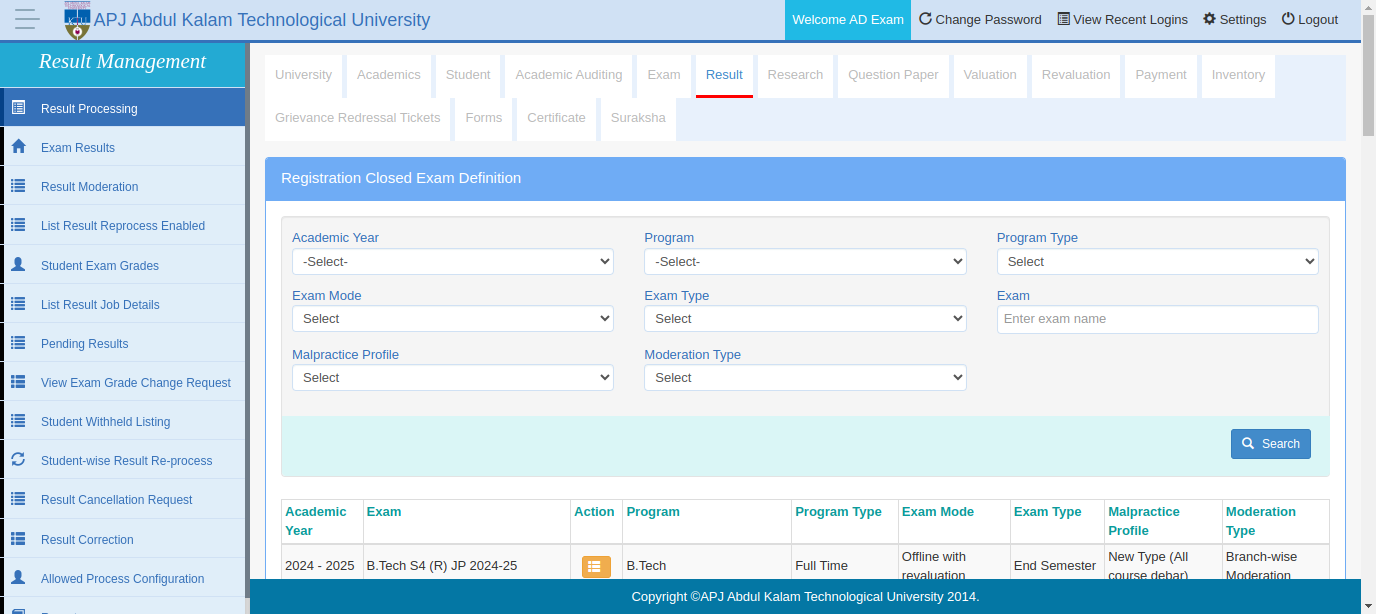 APJ Abdul Kalam Technological University
Welcome AD Exam Change Password View Recent Logins Settings Logout
Result Management
Result Processing
Exam Results
Result Moderation
List Result Reprocess Enabled
Student Exam Grades
List Result Job Details
Pending Results
View Exam Grade Change Request
Student Withheld Listing
Student-wise Result Re-process
Result Cancellation Request
Result Correction
Allowed Process Configuration
University Academics Student Academic Auditing Exam Result Research Question Paper Valuation Revaluation Payment Inventory
Grievance Redressal Tickets Forms Certificate Suraksha
Registration Closed Exam Definition
Academic Year Program Program Type
-Select- -Select- Select
Exam Mode Exam Type Exam
Select Select Enter exam name
Malpractice Profile Moderation Type
Select Select
Search
Academic Exam Action Program Program Type Exam Mode Exam Type Malpractice Moderation
Year Profile Type
2024 - 2025 B.Tech S4 (R) JP 2024-25 B.Tech Full Time Offline with End Semester New Type (All Branch-wise
revaluation course debar) Moderation
Copyright ©APJ Abdul Kalam Technological University 2014.